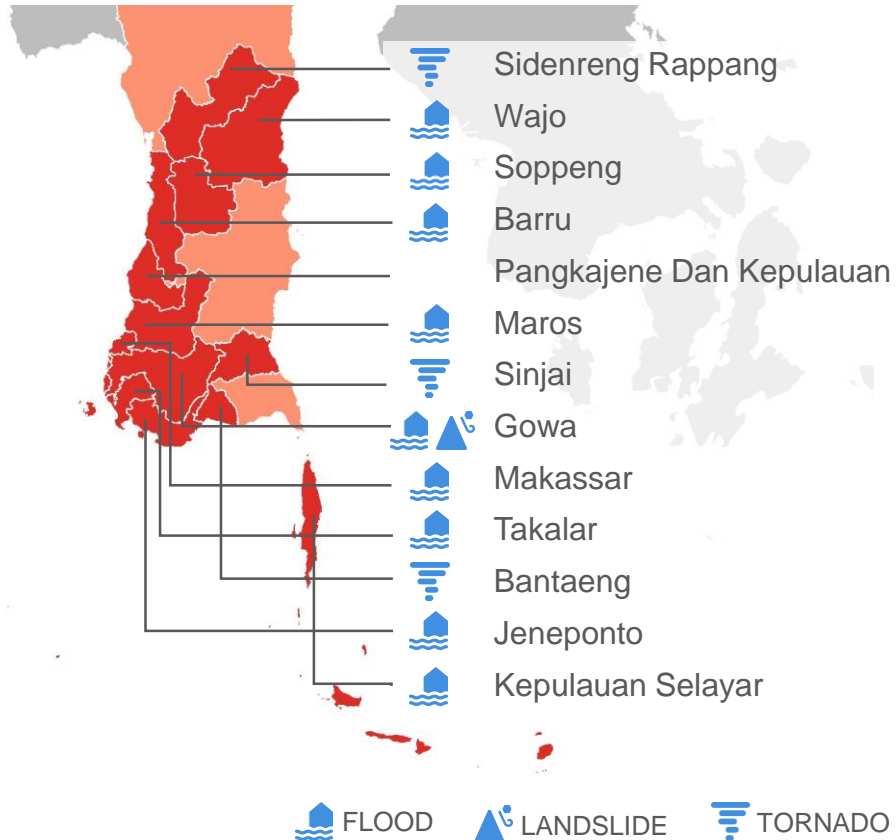 Sidenreng Rappang
Wajo
Soppeng
Barru
Pangkajene Dan Kepulauan
Maros
Sinjai
Gowa
Makassar
Takalar
Bantaeng
Jeneponto
Kepulauan Selayar
FLOOD LANDSLIDE TORNADO